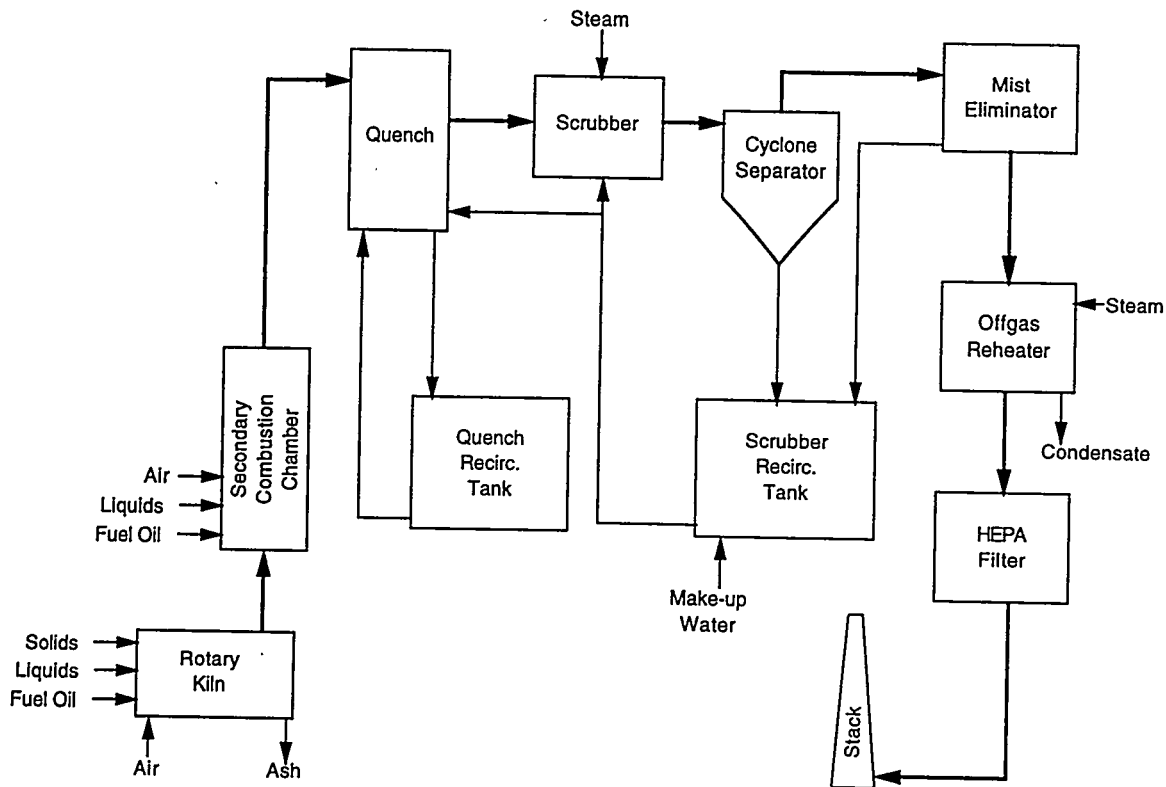 Steam
Quench
Scrubber
Cyclone
Separator
Mist
Eliminator
Offgas
Reheater
Steam
Condensate
Secondary
Combustion
Chamber
Air
Liquids
Fuel Oil
Quench
Recirc.
Tank
Scrubber
Recirc.
Tank
Make-up
Water
HEPA
Filter
Solids
Liquids
Fuel Oil
Rotary
Kiln
Air
Ash
Stack